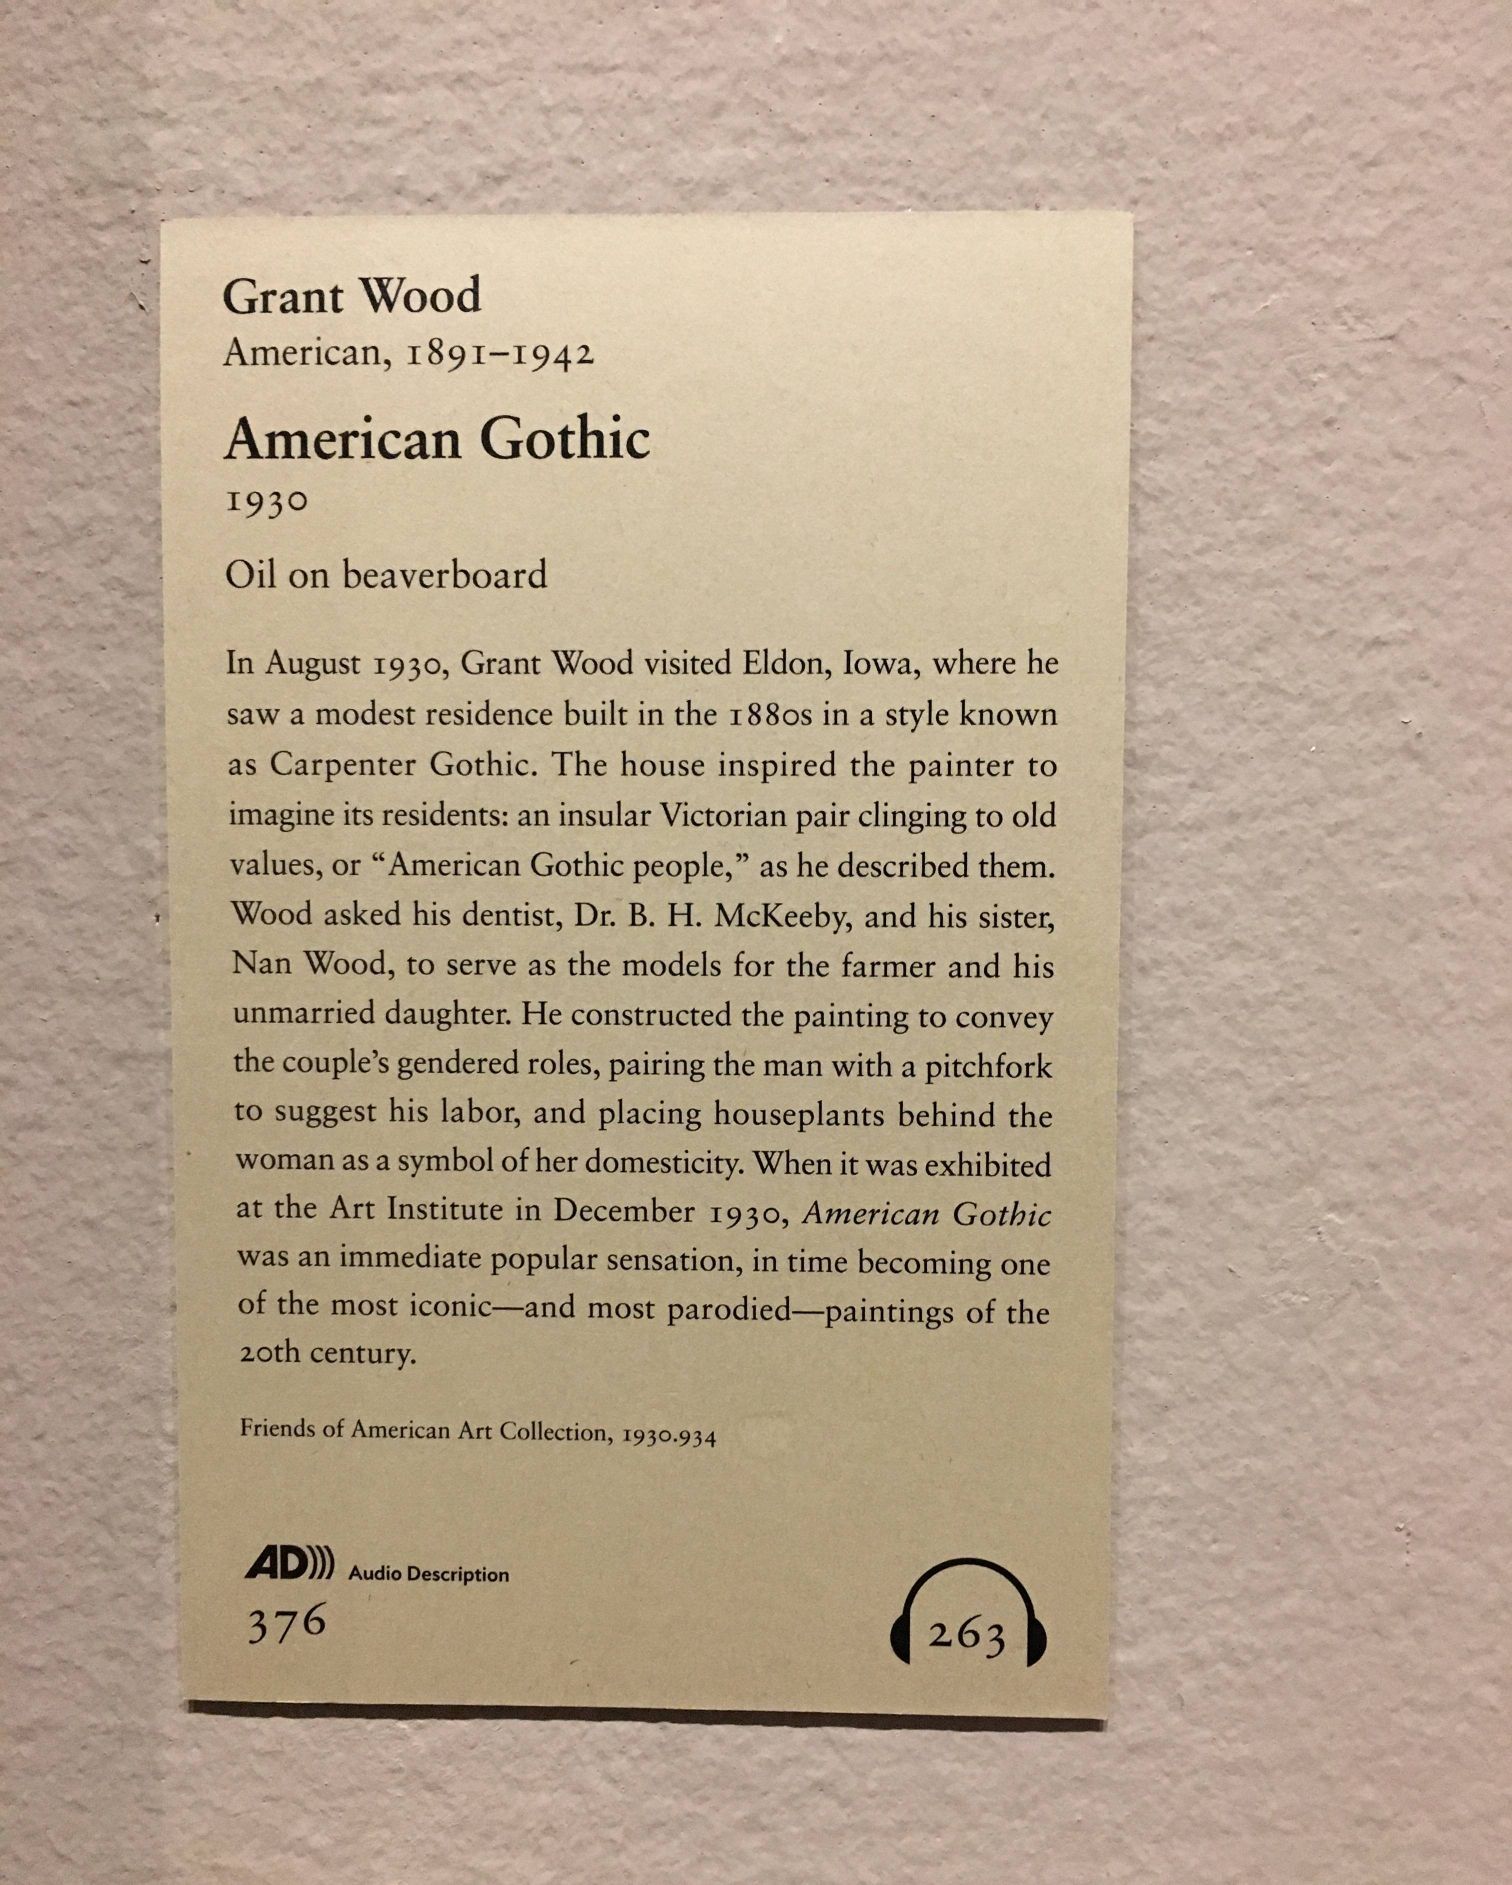 Grant Wood
American, 1891–1942
American Gothic
1930
Oil on beaverboard
In August 1930, Grant Wood visited Eldon, Iowa, where he
saw a modest residence built in the 1880s in a style known
as Carpenter Gothic. The house inspired the painter to
imagine its residents: an insular Victorian pair clinging to old
values, or “American Gothic people,” as he described them.
Wood asked his dentist, Dr. B. H. McKeeby, and his sister,
Nan Wood, to serve as the models for the farmer and his
unmarried daughter. He constructed the painting to convey
the couple’s gendered roles, pairing the man with a pitchfork
to suggest his labor, and placing houseplants behind the
woman as a symbol of her domesticity. When it was exhibited
at the Art Institute in December 1930, American Gothic
was an immediate popular sensation, in time becoming one
of the most iconic—and most parodied—paintings of the
20th century.
Friends of American Art Collection, 1930.934
AD))) Audio Description
376
263